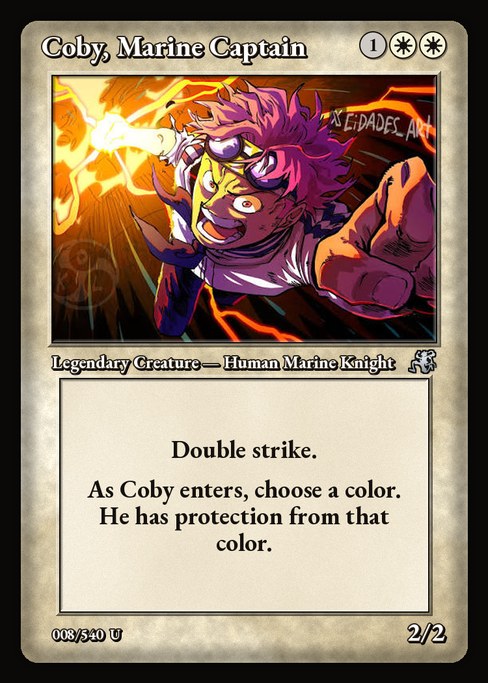 Coby, Marine Captain 1
EiDADES_ART
Legendary Creature — Human Marine Knight
Double strike.
As Coby enters, choose a color.
He has protection from that
color.
008/540 U 2/2